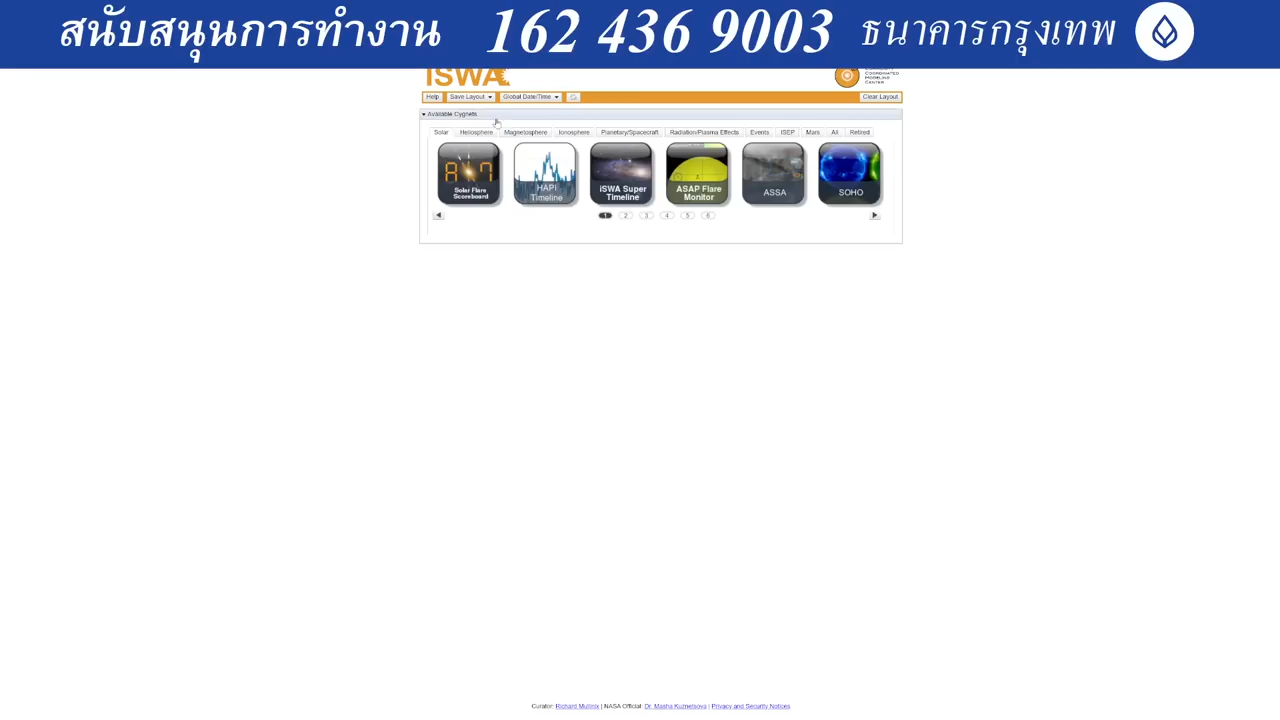 สนับสนุนการทำงาน 162 436 9003 ธนาคารกรุงเทพ
ISWA
COORDINATED
MODELING
CENTER
Help Save Layout Global Date/Time Clear Layout
Available Cygnets
Solar Heliosphere Magnetosphere Ionosphere Planetary/Spacecraft Radiation/Plasma Effects Events ISEP Mars All Retired
Solar Flare Scoreboard
HAPI Timeline
iSWA Super Timeline
ASAP Flare Monitor
ASSA
SOHO
1 2 3 4 5 6
Curator: Richard Mullinix | NASA Official: Dr. Masha Kuznetsova | Privacy and Security Notices